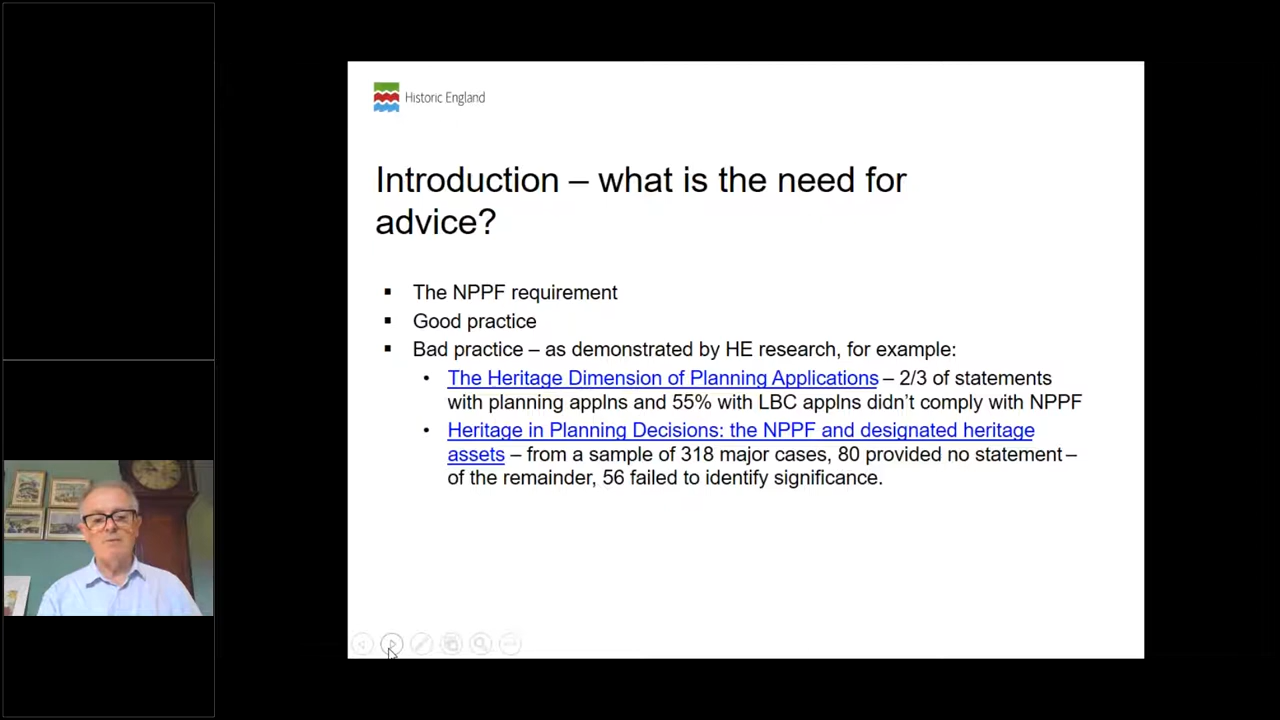 Historic England
Introduction – what is the need for
advice?
▪ The NPPF requirement
▪ Good practice
▪ Bad practice – as demonstrated by HE research, for example:
• The Heritage Dimension of Planning Applications – 2/3 of statements
with planning applns and 55% with LBC applns didn’t comply with NPPF
• Heritage in Planning Decisions: the NPPF and designated heritage
assets – from a sample of 318 major cases, 80 provided no statement –
of the remainder, 56 failed to identify significance.